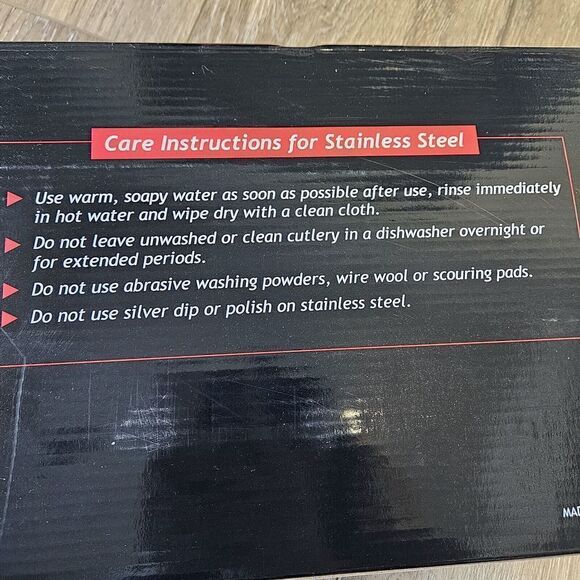 Care Instructions for Stainless Steel
Use warm, soapy water as soon as possible after use, rinse immediately
in hot water and wipe dry with a clean cloth.
Do not leave unwashed or clean cutlery in a dishwasher overnight or
for extended periods.
Do not use abrasive washing powders, wire wool or scouring pads.
Do not use silver dip or polish on stainless steel.